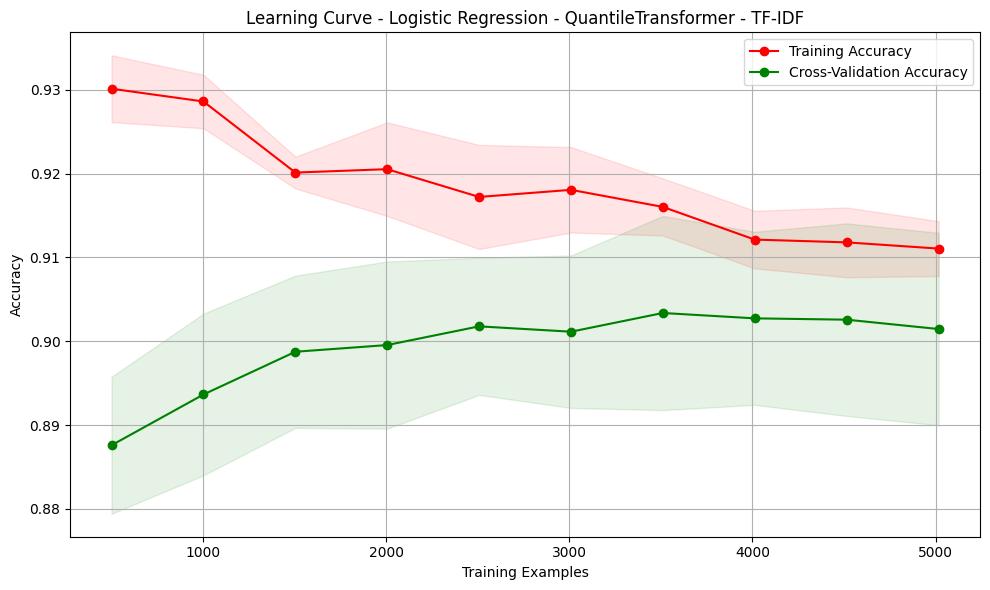 Learning Curve - Logistic Regression - QuantileTransformer - TF-IDF
Training Accuracy
Cross-Validation Accuracy
0.93
0.92
0.91
0.90
0.89
0.88
Accuracy
1000 2000 3000 4000 5000
Training Examples